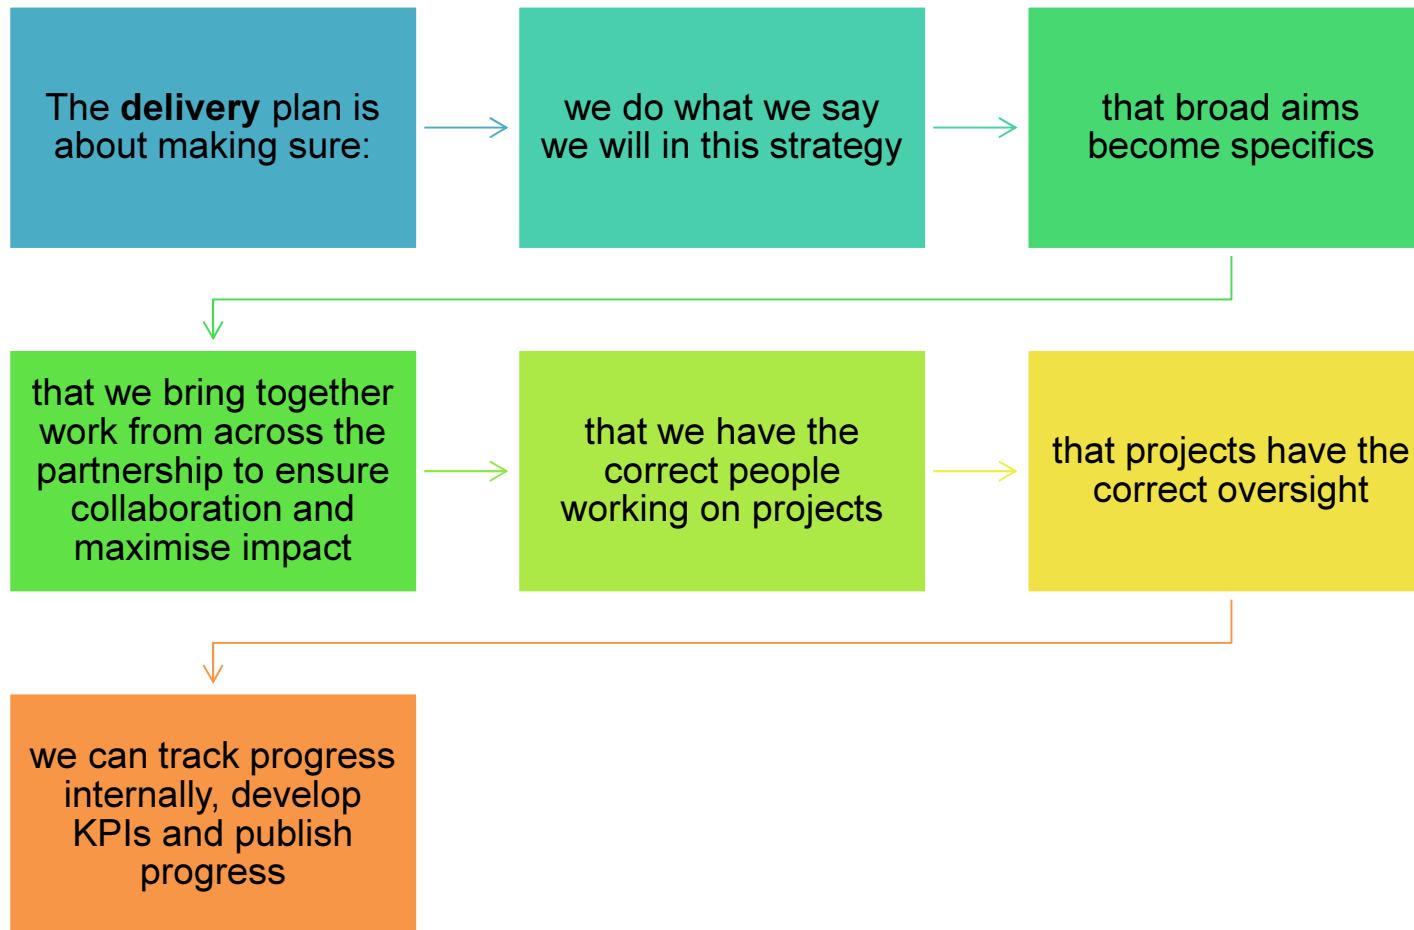 The delivery plan is
about making sure:
we do what we say
we will in this strategy
that broad aims
become specifics
that we bring together
work from across the
partnership to ensure
collaboration and
maximise impact
that we have the
correct people
working on projects
that projects have the
correct oversight
we can track progress
internally, develop
KPIs and publish
progress